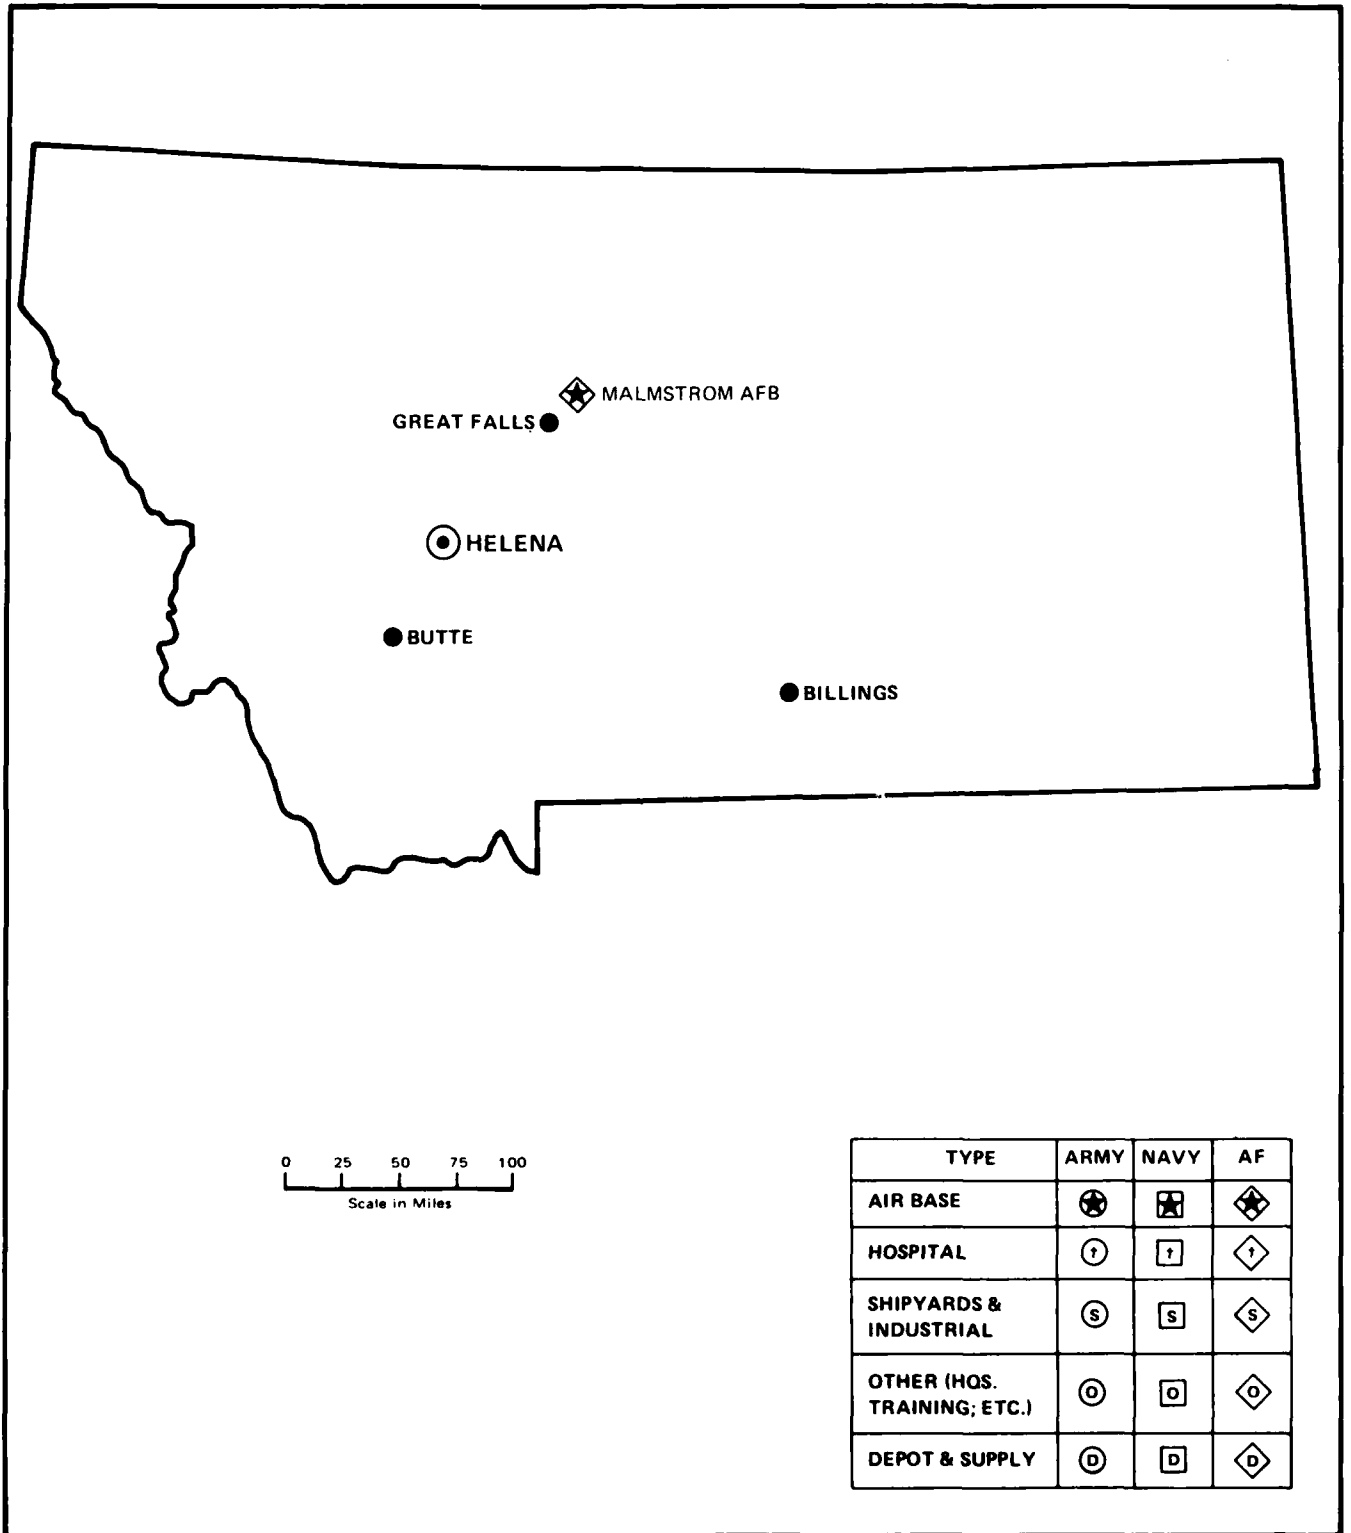 MALMSTROM AFB
GREAT FALLS
HELENA
BUTTE
BILLINGS
0 25 50 75 100
Scale in Miles
TYPE ARMY NAVY AF
AIR BASE
HOSPITAL † † †
SHIPYARDS &
INDUSTRIAL S S S
OTHER (HQS.
TRAINING; ETC.) O O O
DEPOT & SUPPLY D D D